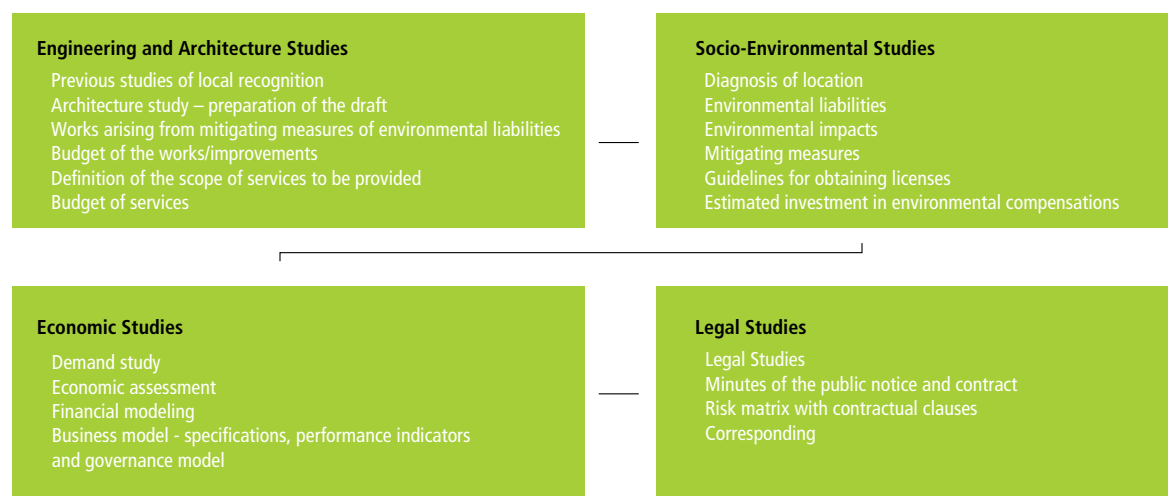 Engineering and Architecture Studies
Previous studies of local recognition
Architecture study – preparation of the draft
Works arising from mitigating measures of environmental liabilities
Budget of the works/improvements
Definition of the scope of services to be provided
Budget of services
Socio-Environmental Studies
Diagnosis of location
Environmental liabilities
Environmental impacts
Mitigating measures
Guidelines for obtaining licenses
Estimated investment in environmental compensations
Economic Studies
Demand study
Economic assessment
Financial modeling
Business model - specifications, performance indicators
and governance model
Legal Studies
Legal Studies
Minutes of the public notice and contract
Risk matrix with contractual clauses
Corresponding